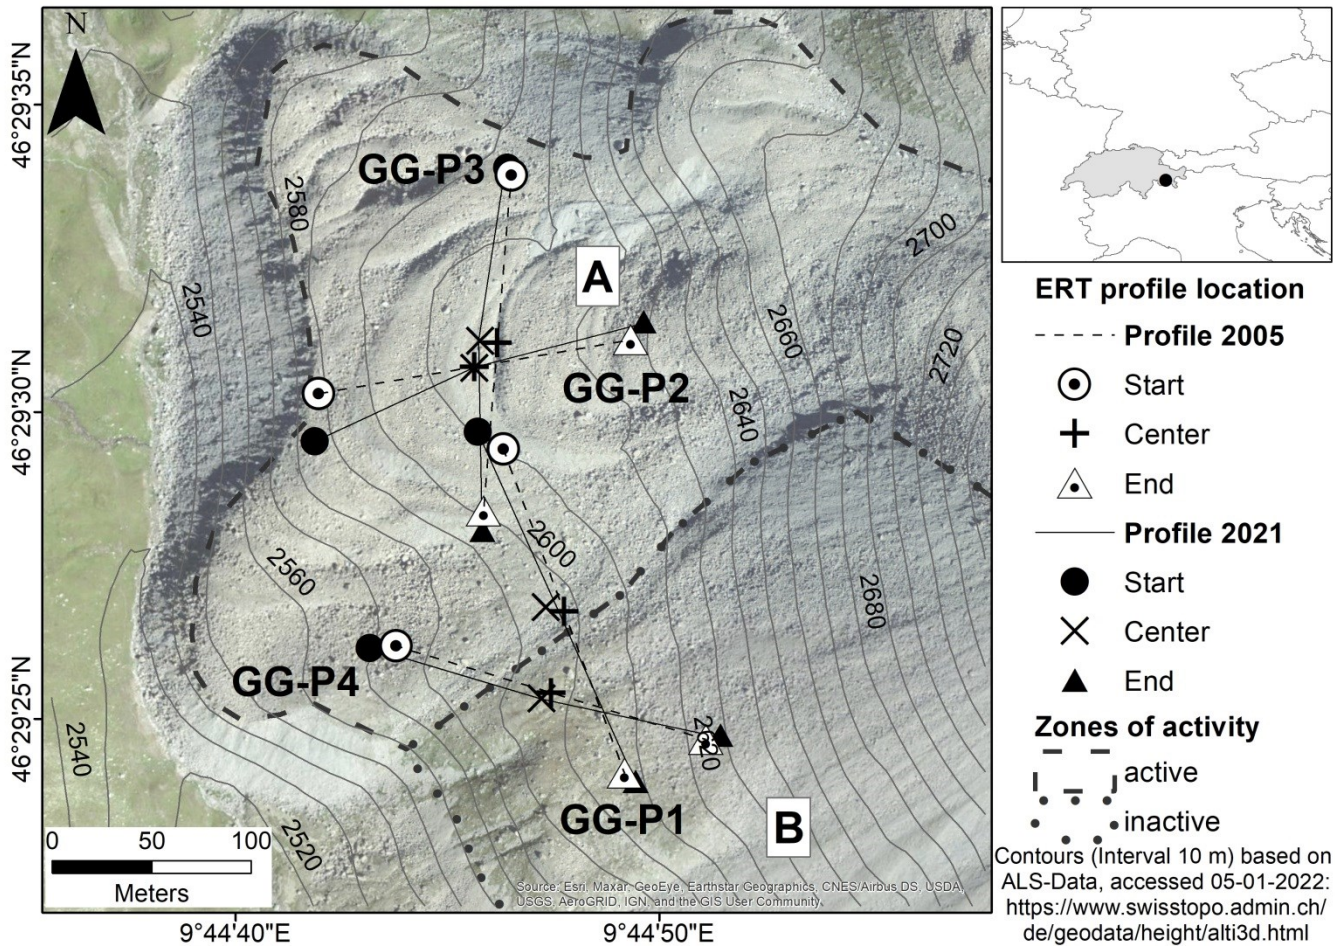 N
46°29'35"N
46°29'30"N
46°29'25"N
GG-P3
2580
2540
A
2700
2660
2720
GG-P2
2640
2600
2560
2680
GG-P4
2620
2540
GG-P1
B
2520
0 50 100
Meters
Source: Esri, Maxar, GeoEye, Earthstar Geographics, CNES/Airbus DS, USDA,
USGS, AeroGRID, IGN, and the GIS User Community
9°44'40"E
9°44'50"E
ERT profile location
Profile 2005
Start
Center
End
Profile 2021
Start
Center
End
Zones of activity
active
inactive
Contours (Interval 10 m) based on
ALS-Data, accessed 05-01-2022:
https://www.swisstopo.admin.ch/
de/geodata/height/alti3d.html